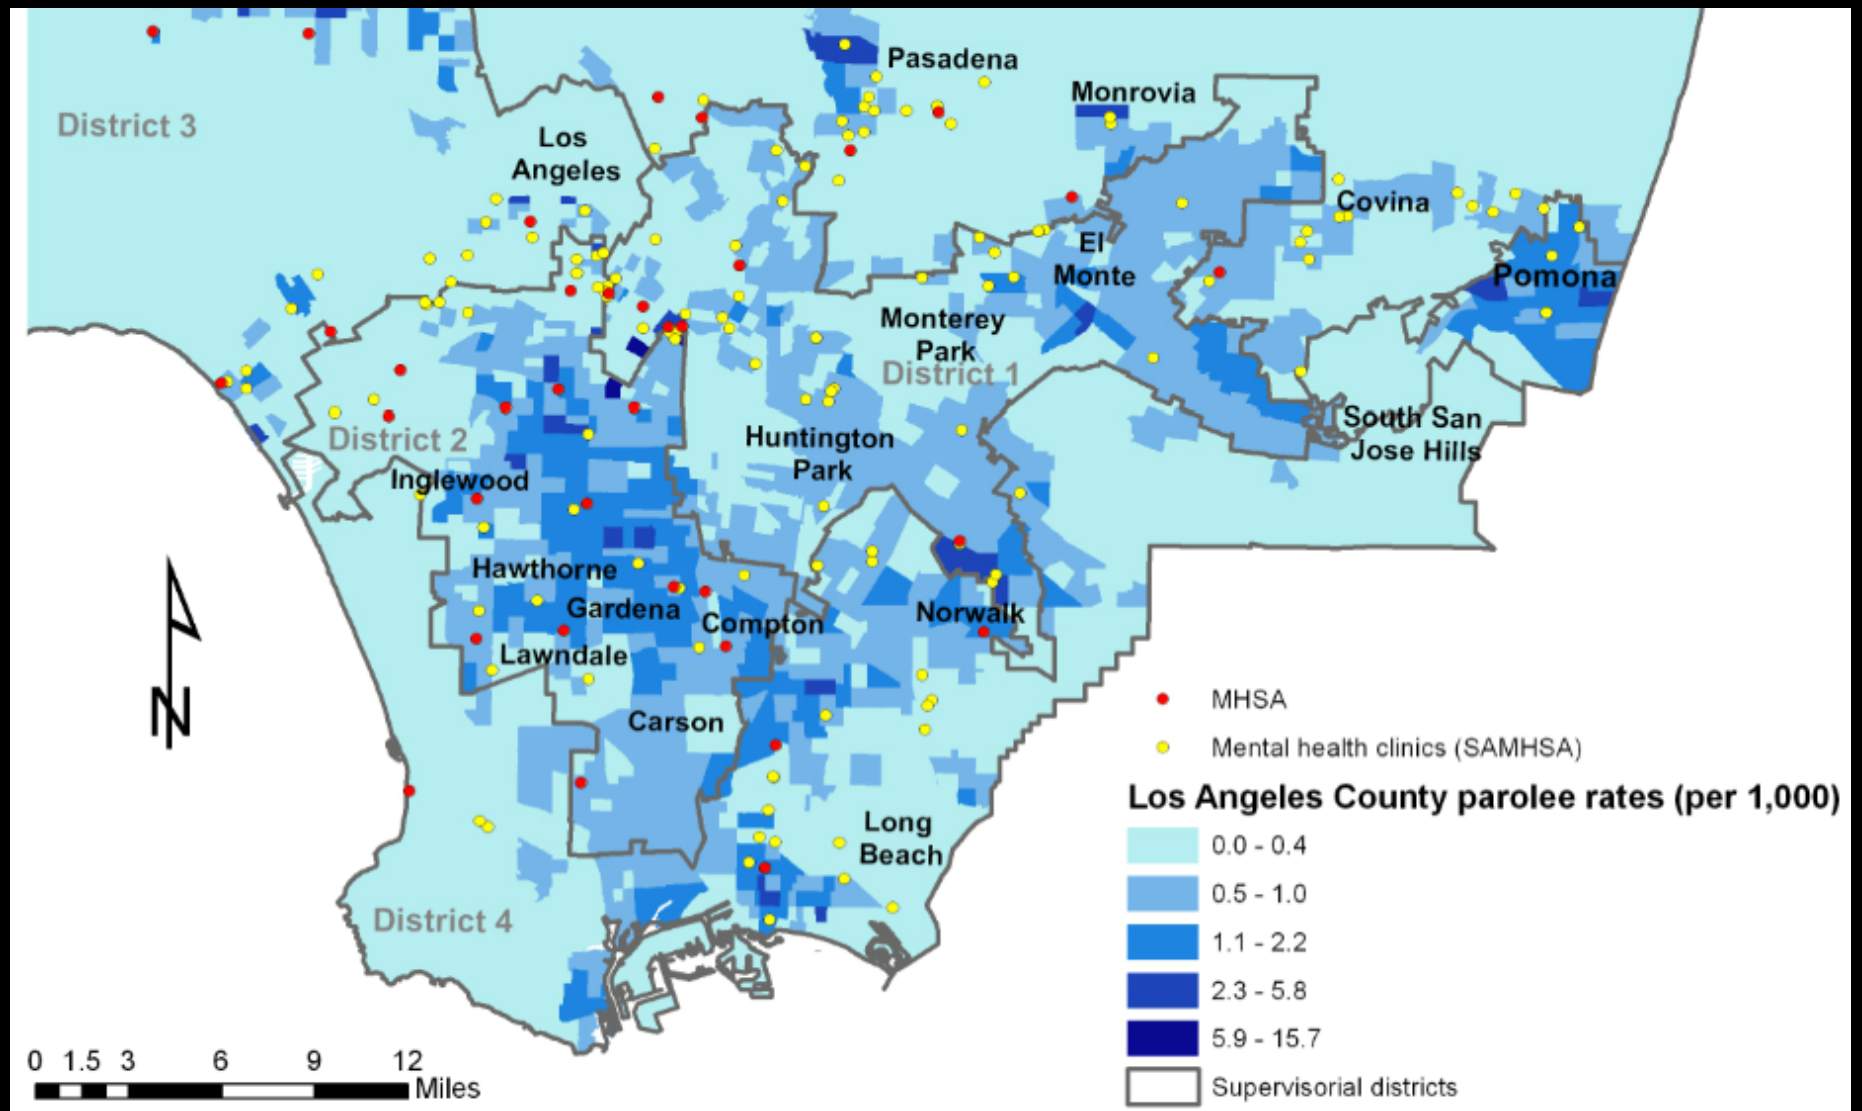 Pasadena
Monrovia
District 3
Los
Angeles
Covina
El
Monte
Pomona
Monterey
Park
District 1
South San
Jose Hills
District 2
Huntington
Park
Inglewood
Hawthorne
Gardena
Compton
Norwalk
Lawndale
Carson
Long
Beach
District 4
N
MHSA
Mental health clinics (SAMHSA)
Los Angeles County parolee rates (per 1,000)
0.0 - 0.4
0.5 - 1.0
1.1 - 2.2
2.3 - 5.8
5.9 - 15.7
Supervisorial districts
0 1.5 3 6 9 12
Miles